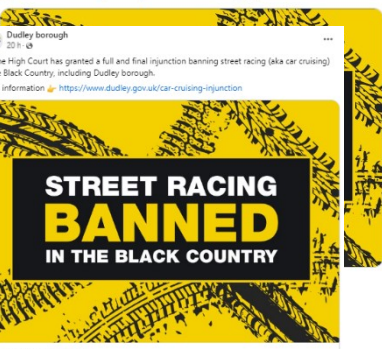 Dudley borough
20 h ·
he High Court has granted a full and final injunction banning street racing (aka car cruising)
e Black Country, including Dudley borough.
information 👉 https://www.dudley.gov.uk/car-cruising-injunction
STREET RACING
BANNED
IN THE BLACK COUNTRY